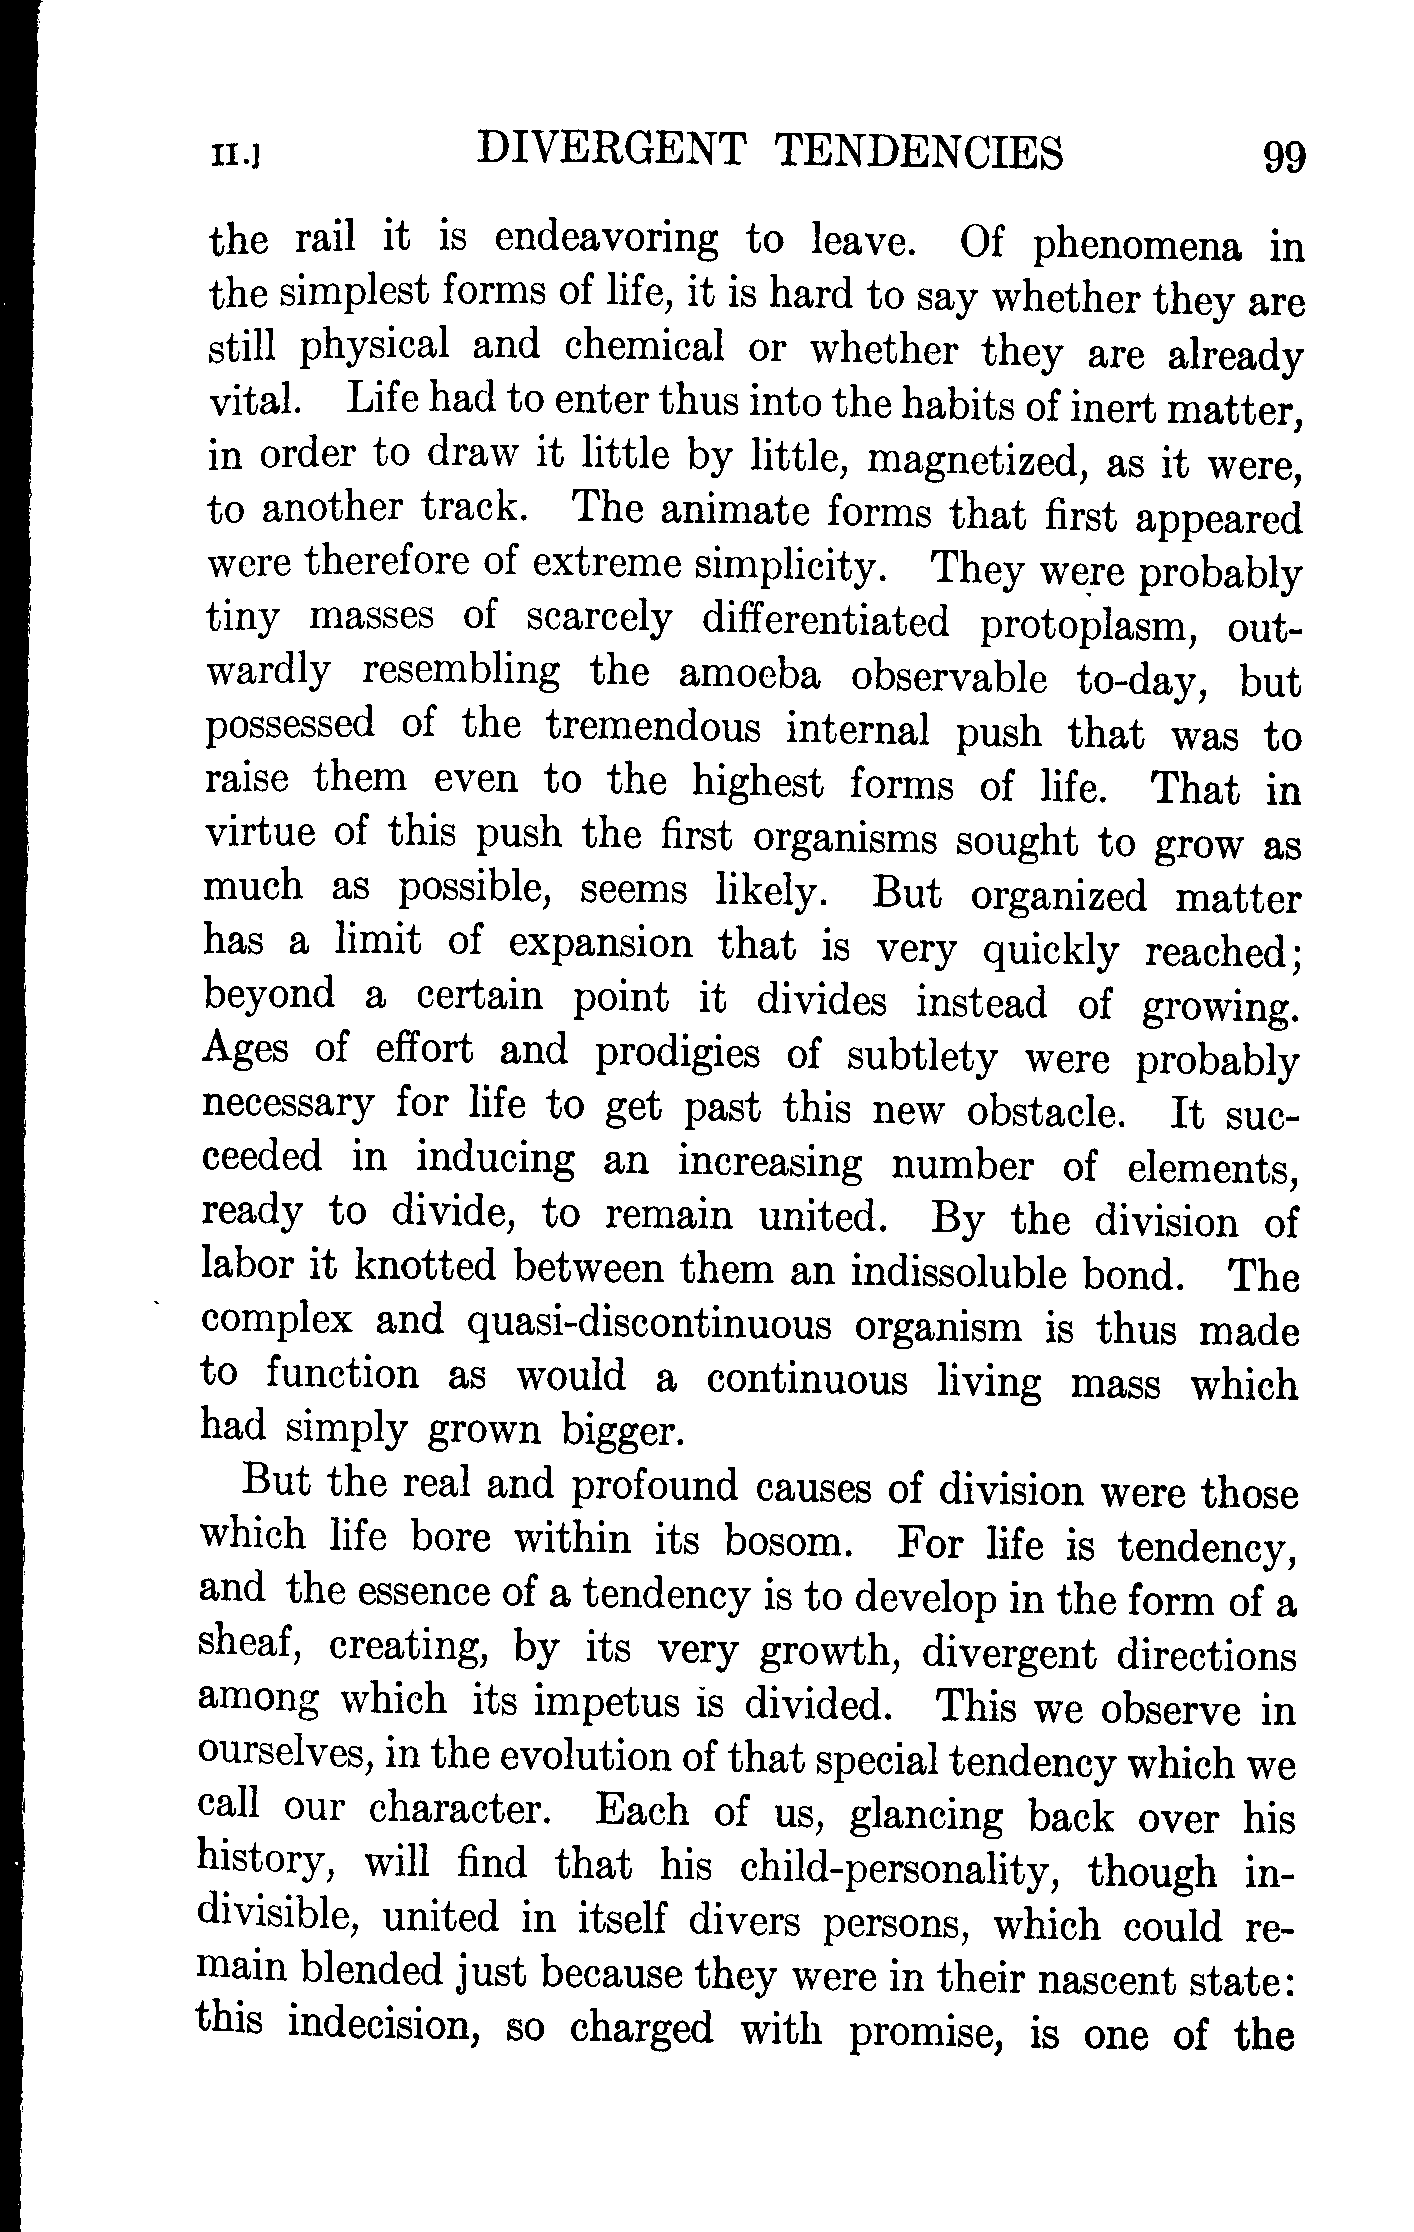 II.] DIVERGENT TENDENCIES 99
the rail it is endeavoring to leave. Of phenomena in
the simplest forms of life, it is hard to say whether they are
still physical and chemical or whether they are already
vital. Life had to enter thus into the habits of inert matter,
in order to draw it little by little, magnetized, as it were,
to another track. The animate forms that first appeared
were therefore of extreme simplicity. They were probably
tiny masses of scarcely differentiated protoplasm, out-
wardly resembling the amoeba observable to-day, but
possessed of the tremendous internal push that was to
raise them even to the highest forms of life. That in
virtue of this push the first organisms sought to grow as
much as possible, seems likely. But organized matter
has a limit of expansion that is very quickly reached;
beyond a certain point it divides instead of growing.
Ages of effort and prodigies of subtlety were probably
necessary for life to get past this new obstacle. It suc-
ceeded in inducing an increasing number of elements,
ready to divide, to remain united. By the division of
labor it knotted between them an indissoluble bond. The
complex and quasi-discontinuous organism is thus made
to function as would a continuous living mass which
had simply grown bigger.
But the real and profound causes of division were those
which life bore within its bosom. For life is tendency,
and the essence of a tendency is to develop in the form of a
sheaf, creating, by its very growth, divergent directions
among which its impetus is divided. This we observe in
ourselves, in the evolution of that special tendency which we
call our character. Each of us, glancing back over his
history, will find that his child-personality, though in-
divisible, united in itself divers persons, which could re-
main blended just because they were in their nascent state:
this indecision, so charged with promise, is one of the